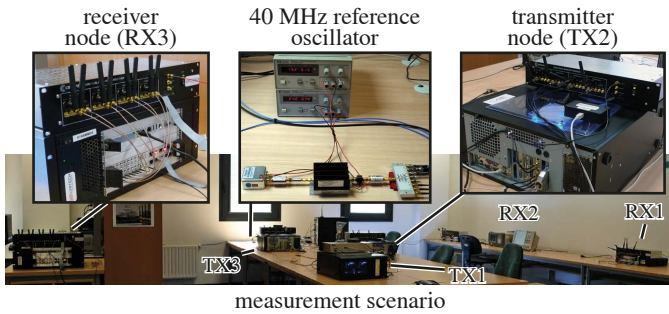 receiver
node (RX3)
40 MHz reference
oscillator
transmitter
node (TX2)
RX2
RX1
TX3
TX1
measurement scenario